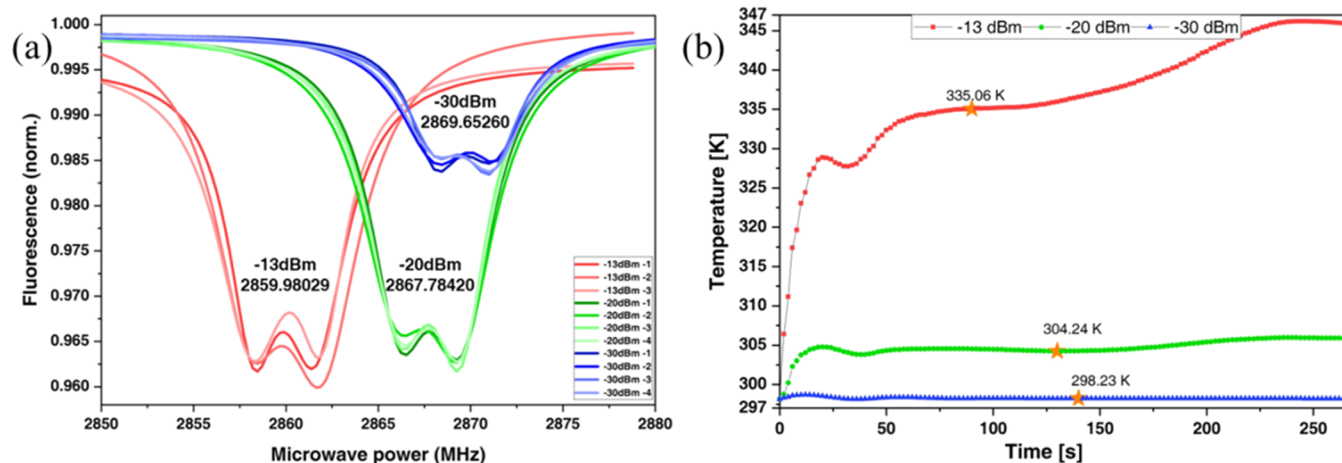 (a)
1.000
0.995
0.990
0.985
0.980
0.975
0.970
0.965
0.960
Fluorescence (norm.)
-30dBm
2869.65260
-13dBm
2859.98029
-20dBm
2867.78420
-13dBm -1
-13dBm -2
-13dBm -3
-20dBm -1
-20dBm -2
-20dBm -3
-20dBm -4
-30dBm -1
-30dBm -2
-30dBm -3
-30dBm -4
2850 2855 2860 2865 2870 2875 2880
Microwave power (MHz)
(b)
-13 dBm -20 dBm -30 dBm
347
345
340
335
330
325
320
315
310
305
300
297
Temperature [K]
335.06 K
304.24 K
298.23 K
0 50 100 150 200 250
Time [s]